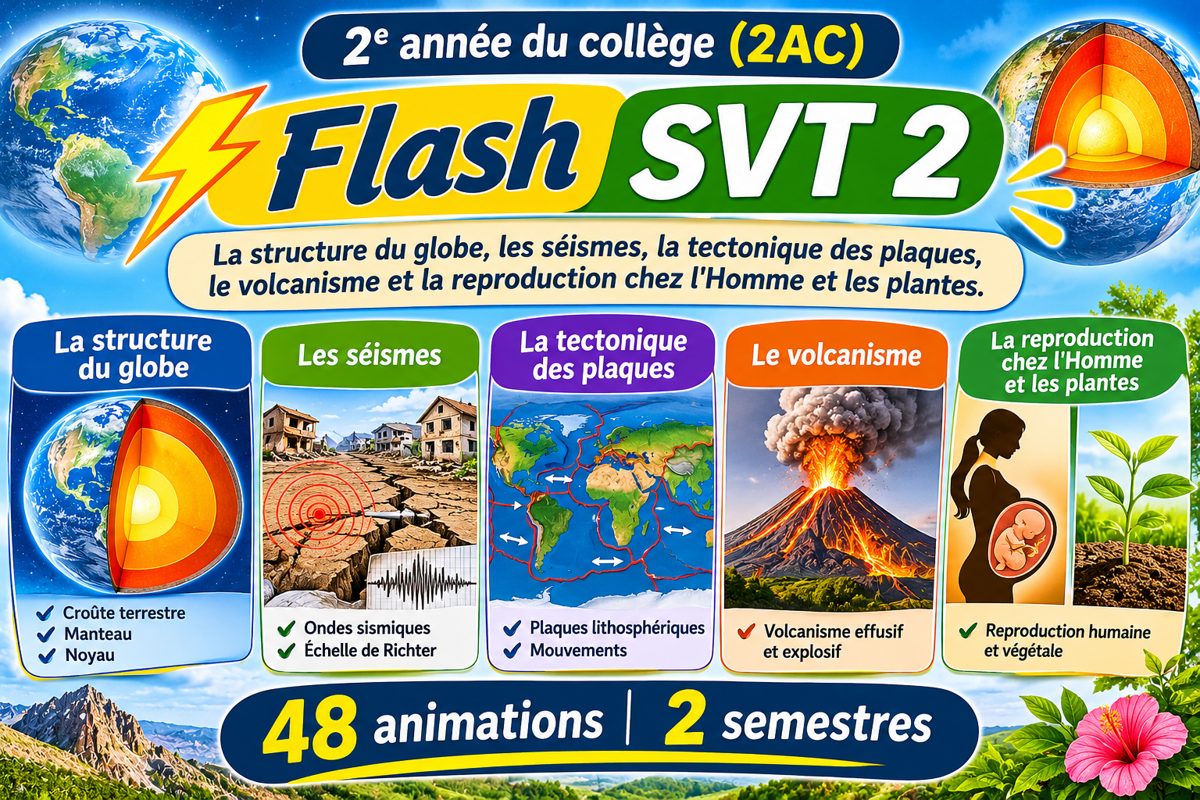 2e année du collège (2AC)
Flash SVT 2
La structure du globe, les séismes, la tectonique des plaques,
le volcanisme et la reproduction chez l'Homme et les plantes.
La structure
du globe
Croûte terrestre
Manteau
Noyau
Les séismes
Ondes sismiques
Échelle de Richter
La tectonique
des plaques
Plaques lithosphériques
Mouvements
Le volcanisme
Volcanisme effusif
et explosif
La reproduction
chez l'Homme
et les plantes
Reproduction humaine
et végétale
48 animations | 2 semestres